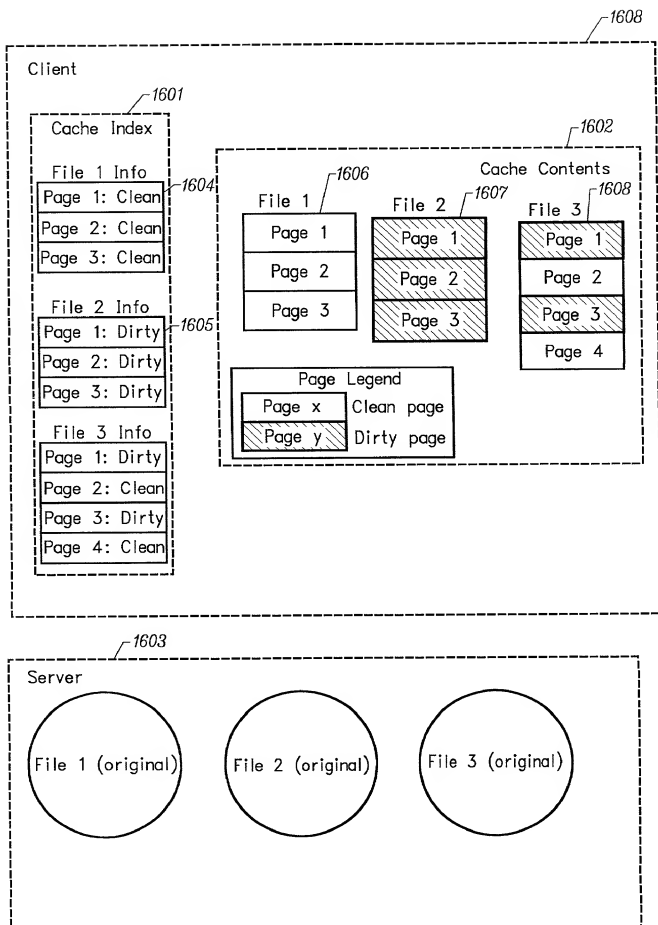 1608
Client
1601
Cache Index
File 1 Info
1604
Page 1: Clean
Page 2: Clean
Page 3: Clean
File 2 Info
Page 1: Dirty
1605
Page 2: Dirty
Page 3: Dirty
File 3 Info
Page 1: Dirty
Page 2: Clean
Page 3: Dirty
Page 4: Clean
1602
Cache Contents
1606
File 1
Page 1
Page 2
Page 3
1607
File 2
Page 1
Page 2
Page 3
1608
File 3
Page 1
Page 2
Page 3
Page 4
Page Legend
Page x Clean page
Page y Dirty page
1603
Server
File 1 (original)
File 2 (original)
File 3 (original)